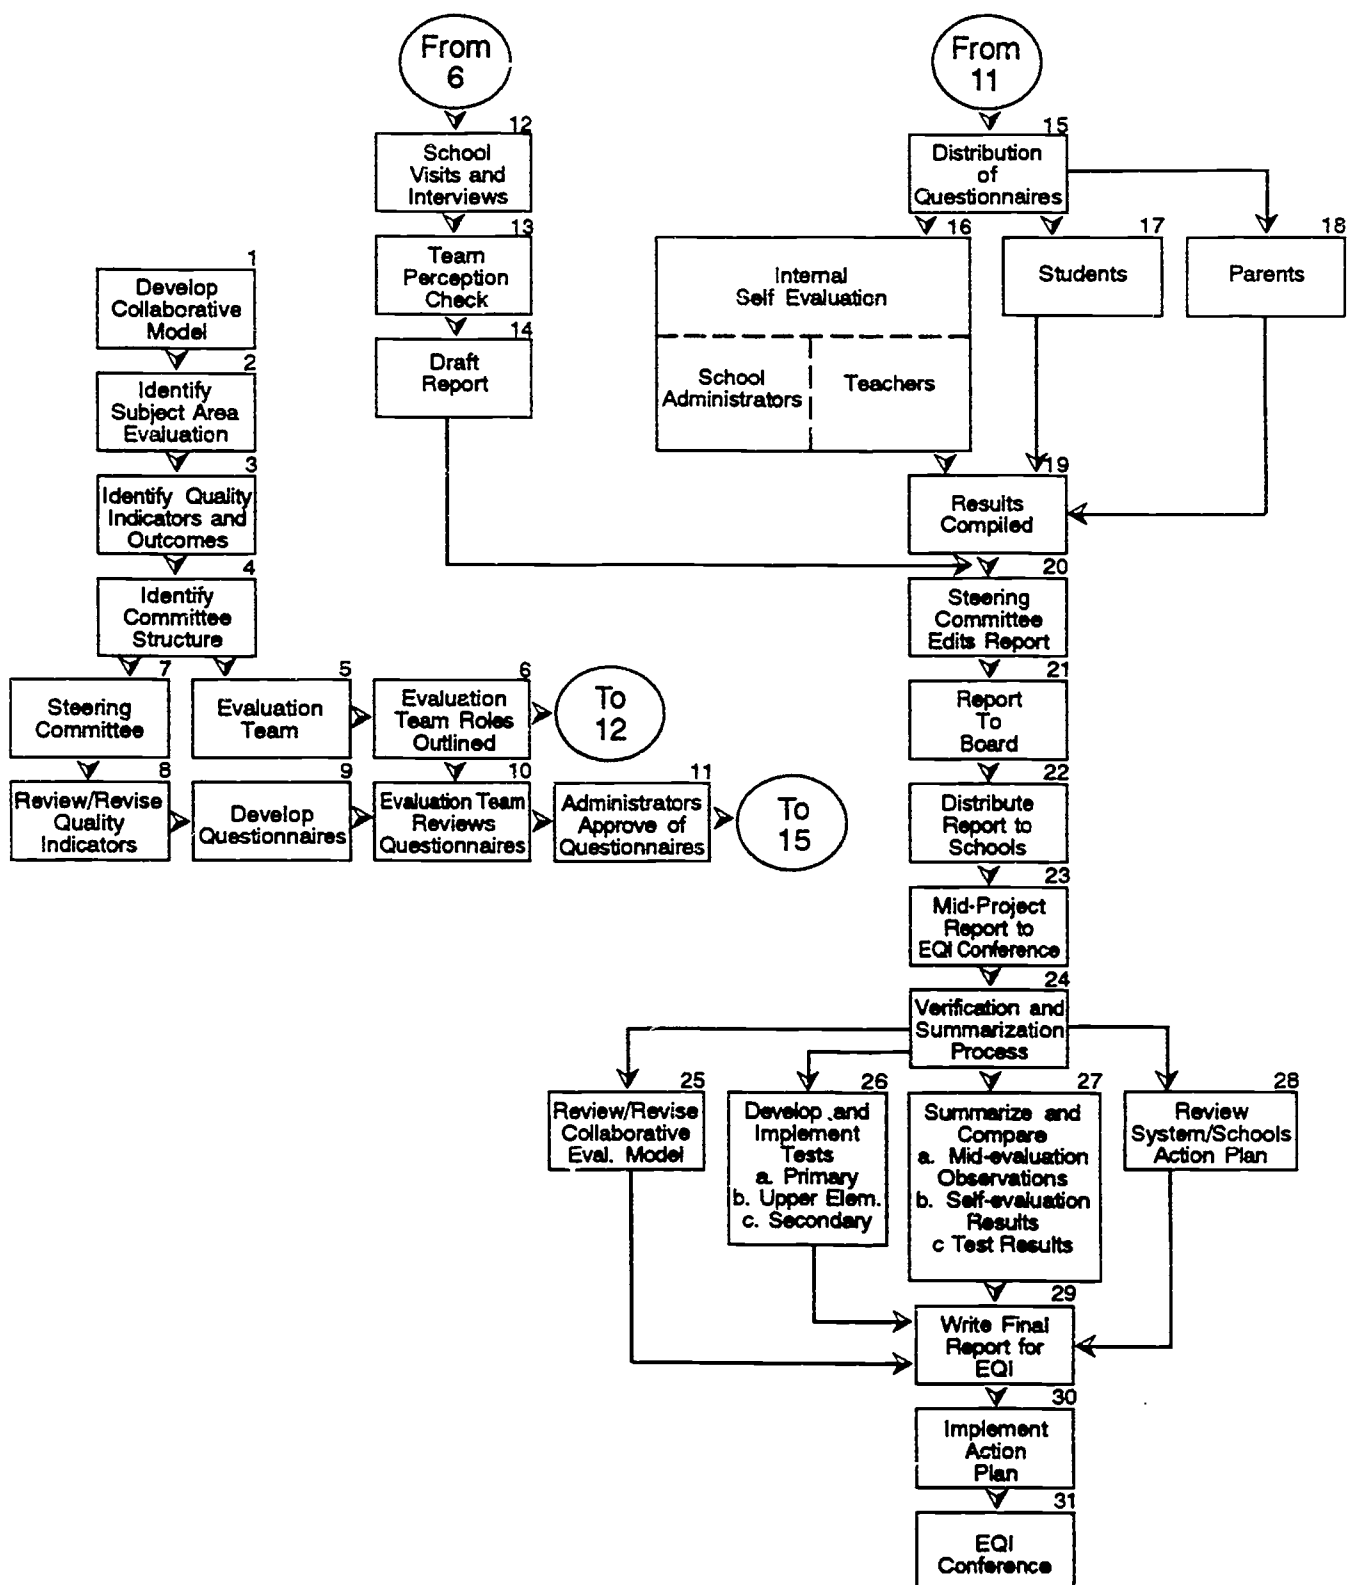 From
6
12
School
Visits and
Interviews
13
Team
Perception
Check
14
Draft
Report
From
11
15
Distribution
of
Questionnaires
16
Internal
Self Evaluation
School
Administrators
Teachers
17
Students
18
Parents
19
Results
Compiled
1
Develop
Collaborative
Model
2
Identify
Subject Area
Evaluation
3
Identify Quality
Indicators and
Outcomes
4
Identify
Committee
Structure
7
Steering
Committee
5
Evaluation
Team
6
Evaluation
Team Roles
Outlined
To
12
8
Review/Revise
Quality
Indicators
9
Develop
Questionnaires
10
Evaluation Team
Reviews
Questionnaires
11
Administrators
Approve of
Questionnaires
To
15
20
Steering
Committee
Edits Report
21
Report
To
Board
22
Distribute
Report to
Schools
23
Mid-Project
Report to
EQI Conference
24
Verification and
Summarization
Process
25
Review/Revise
Collaborative
Eval. Model
26
Develop and
Implement
Tests
a. Primary
b. Upper Elem.
c. Secondary
27
Summarize and
Compare
a. Mid-evaluation
Observations
b. Self-evaluation
Results
c Test Results
28
Review
System/Schools
Action Plan
29
Write Final
Report for
EQI
30
Implement
Action
Plan
31
EQI
Conference